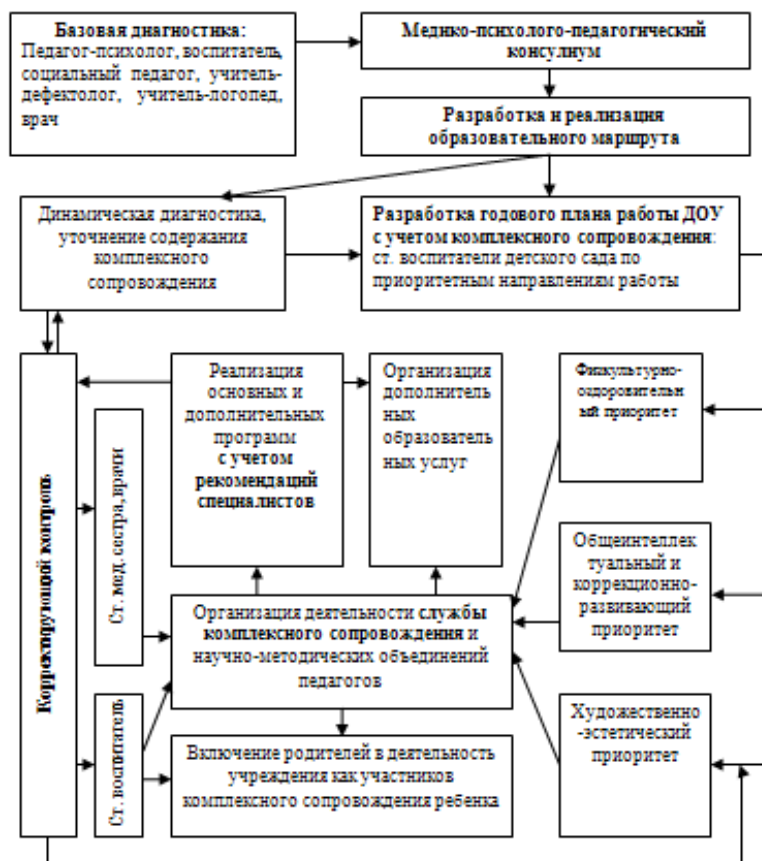 Базовая диагностика:
Педагог-психолог, воспитатель,
социальный педагог, учитель-
дефектолог, учитель-логопед,
врач
Медико-психолого-педагогический
консилиум
Разработка и реализация
образовательного маршрута
Динамическая диагностика,
уточнение содержания
комплексного
сопровождения
Разработка годового плана работы ДОУ
с учетом комплексного сопровождения:
ст. воспитатели детского сада по
приоритетным направлениям работы
Корректирующий контроль
Ст. мед. сестра, врачи
Ст. воспитатель
Реализация
основных и
дополнительных
программ
с учетом
рекомендаций
специалистов
Организация
дополнитель
ных
образователь
ных услуг
Физкультурно-
оздоровительн
ый приоритет
Общеинтеллек
туальный и
коррекционно-
развивающий
приоритет
Организация деятельности службы
комплексного сопровождения и
научно-методических объединений
педагогов
Художественно
-эстетический
приоритет
Включение родителей в деятельность
учреждения как участников
комплексного сопровождения ребенка